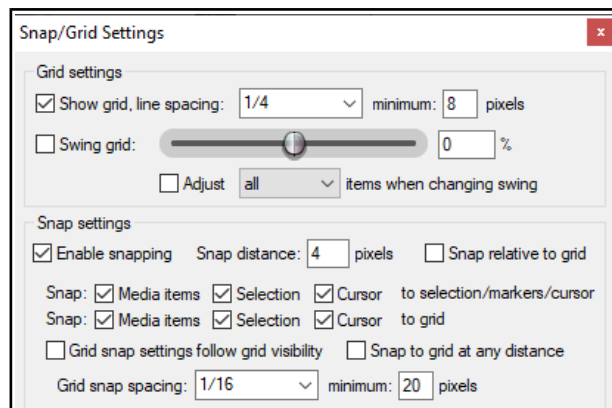 Snap/Grid Settings
x
Grid settings
Show grid, line spacing: 1/4 minimum: 8 pixels
Swing grid: 0 %
Adjust all items when changing swing
Snap settings
Enable snapping Snap distance: 4 pixels Snap relative to grid
Snap: Media items Selection Cursor to selection/markers/cursor
Snap: Media items Selection Cursor to grid
Grid snap settings follow grid visibility Snap to grid at any distance
Grid snap spacing: 1/16 minimum: 20 pixels